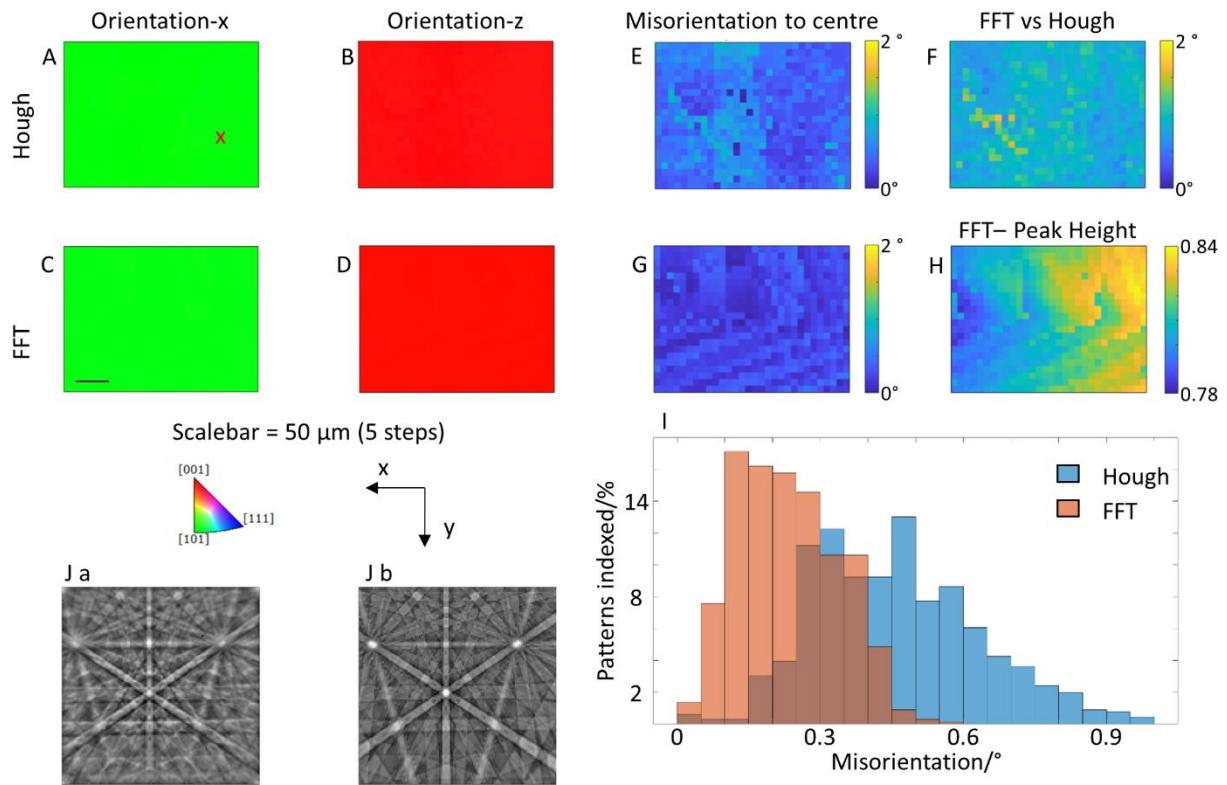 Orientation-x
Orientation-z
Misorientation to centre
FFT vs Hough
A
B
E
F
Hough
x
2 °
0°
2 °
0°
FFT– Peak Height
C
D
G
H
FFT
2 °
0°
0.84
0.78
Scalebar = 50 µm (5 steps)
[001]
[101]
[111]
x
y
J a
J b
I
Hough
FFT
Patterns indexed/%
14
8
2
0
0.3
0.6
0.9
Misorientation/°